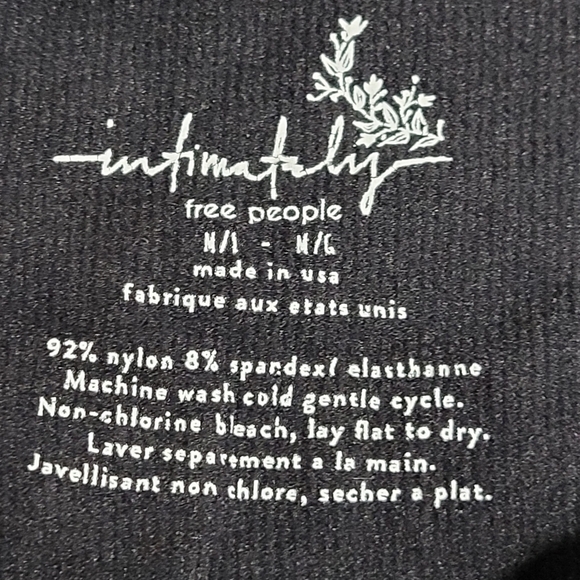 intimately
free people
M/L - M/G
made in usa
fabrique aux etats unis
92% nylon 8% spandex/ elasthanne
Machine wash cold gentle cycle.
Non-chlorine bleach, lay flat to dry.
Laver separement a la main.
Javellisant non chlore, secher a plat.